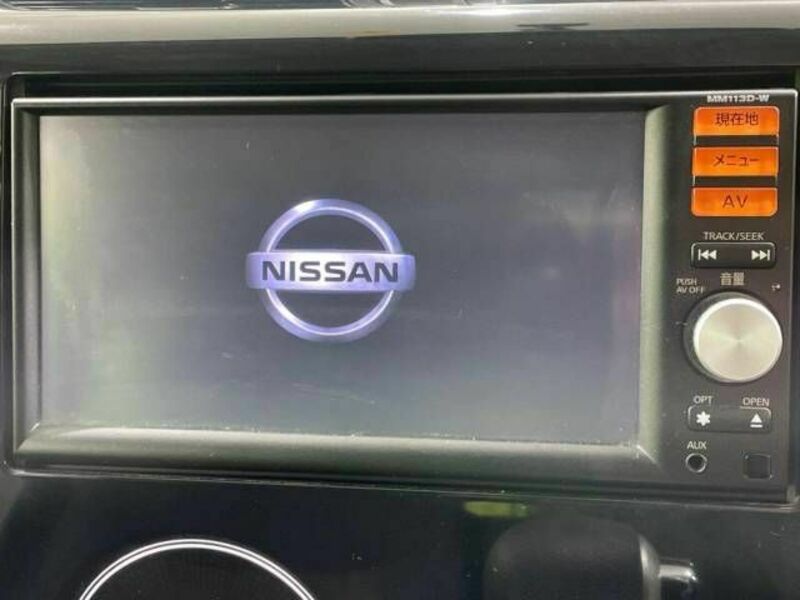 MM113D-W
現在地
メニュー
AV
TRACK/SEEK
音量
PUSH
AV OFF
NISSAN
OPT
OPEN
AUX